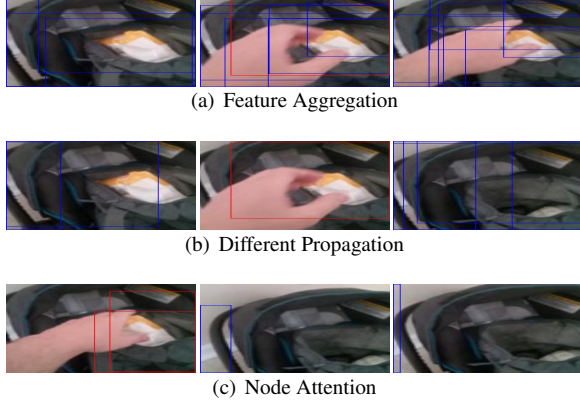 (a) Feature Aggregation
(b) Different Propagation
(c) Node Attention